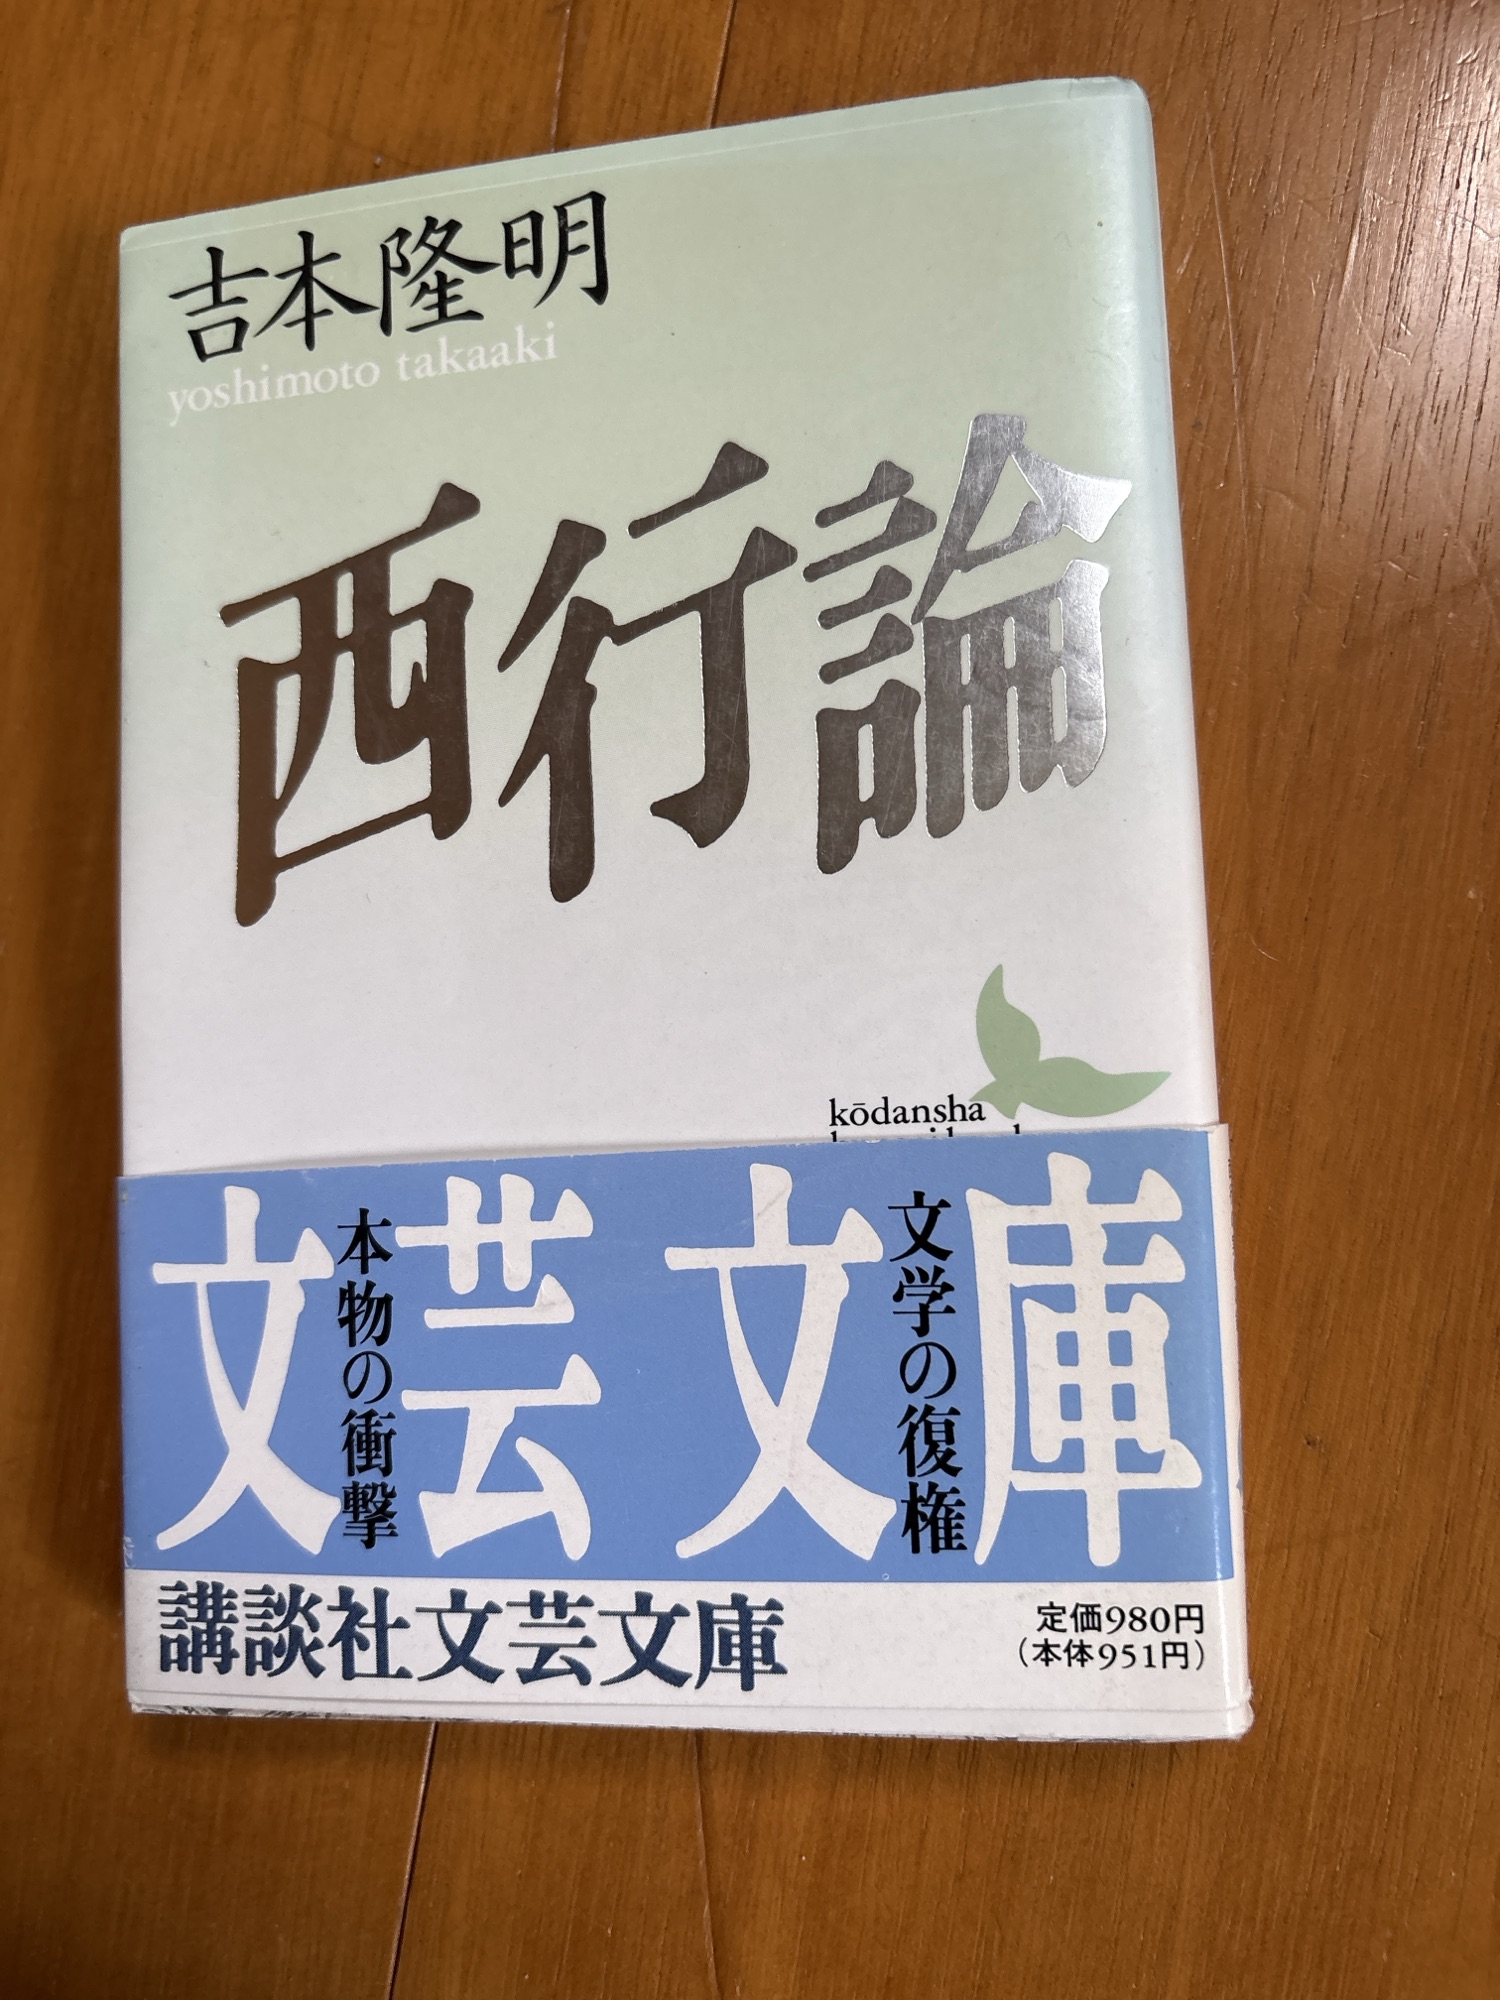 吉本隆明
yoshimoto takaaki
西行論
kōdansha
文芸文庫
文学の復権
本物の衝撃
講談社文芸文庫
定価980円
（本体951円）